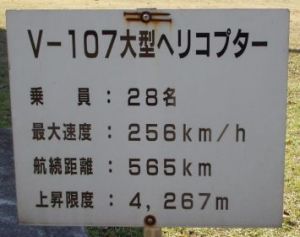 V－107大型ヘリコプター
乗員：28名
最大速度：256km/h
航続距離：565km
上昇限度：4,267m